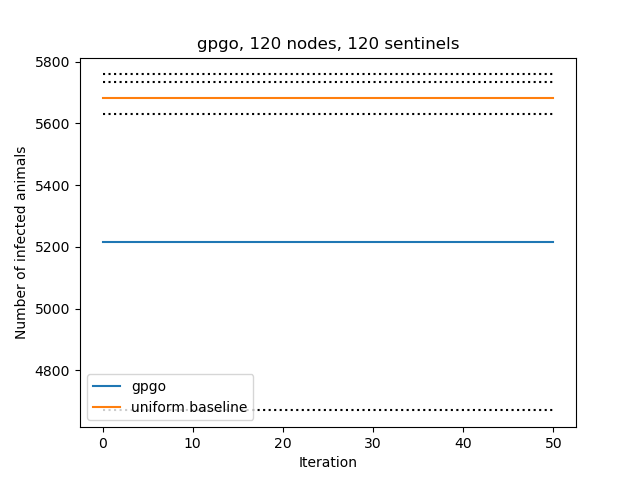 gpgo, 120 nodes, 120 sentinels
5800
5600
5400
5200
5000
4800
Number of infected animals
gpgo
uniform baseline
0 10 20 30 40 50
Iteration